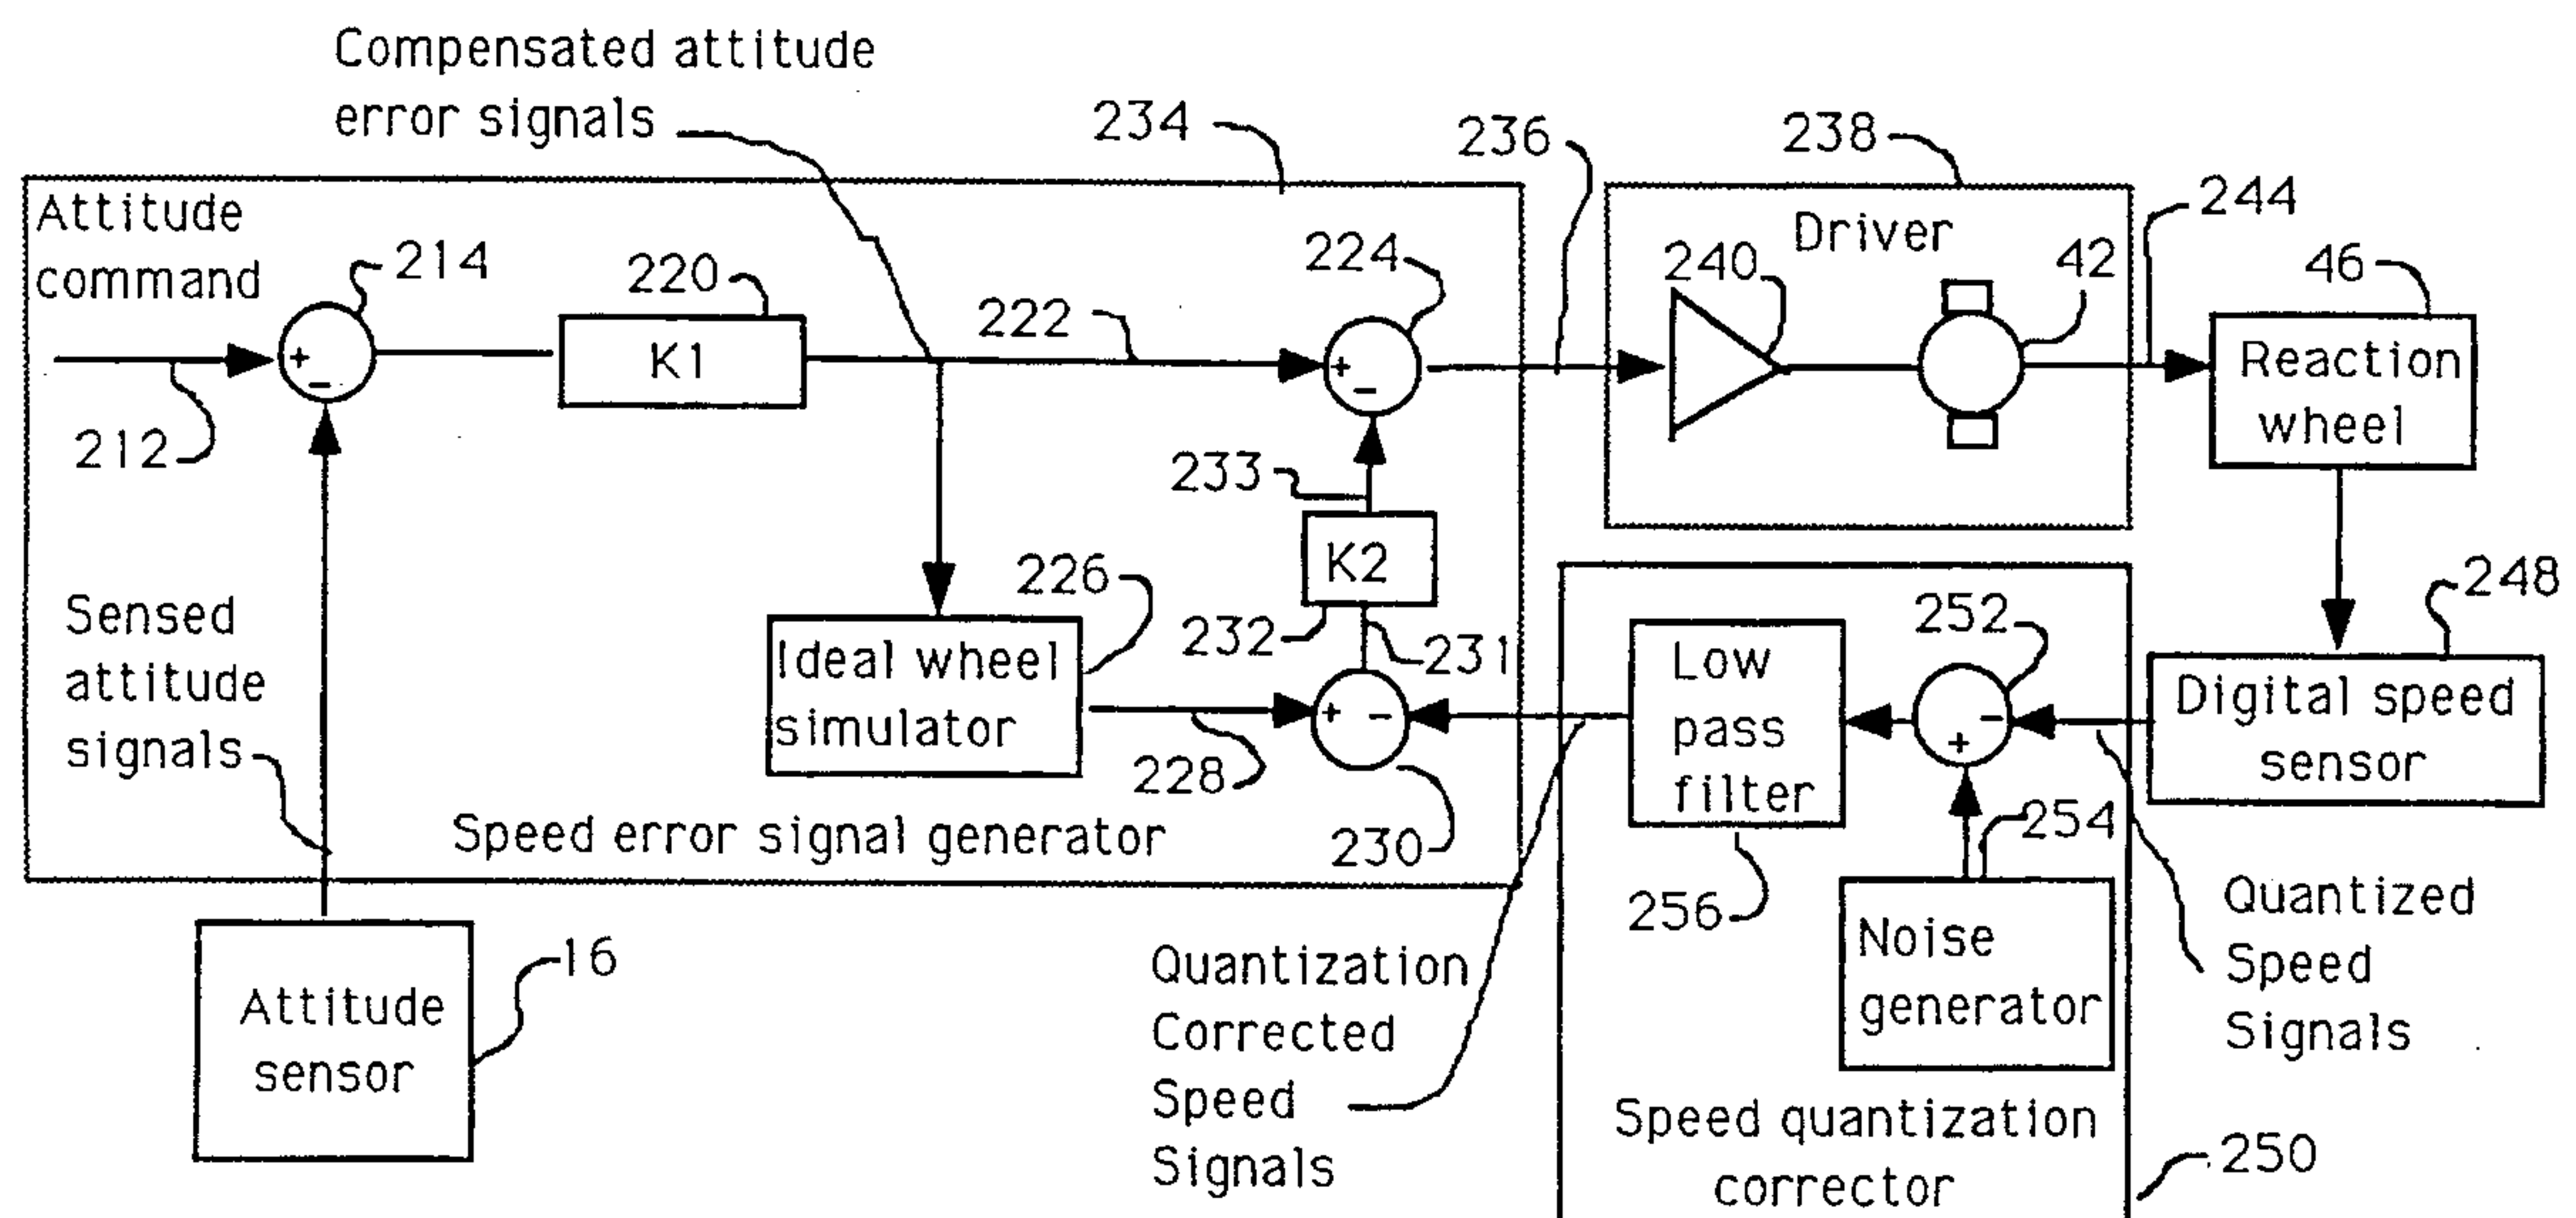 Compensated attitude
error signals
234
236
238
244
Attitude
command
214
220
222
224
Driver
240
42
46
K1
Reaction
wheel
212
233
K2
226
232
231
252
248
Sensed
attitude
signals
Ideal wheel
simulator
228
230
Low
pass
filter
Digital speed
sensor
Speed error signal generator
254
256
16
Attitude
sensor
Quantization
Corrected
Speed
Signals
Noise
generator
Quantized
Speed
Signals
Speed quantization
corrector
250
+
-
+
-
+
-
-
+